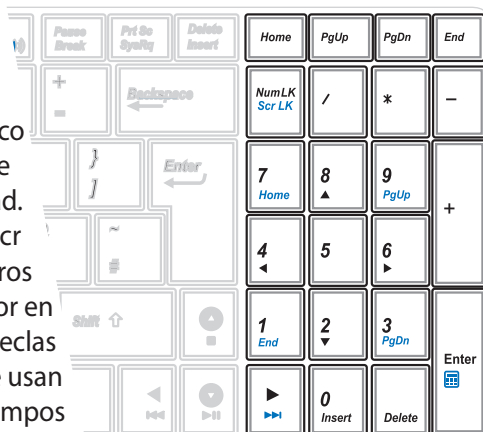 Pause Break Prt Sc SysRq Delete Insert Home PgUp PgDn End
+ - Backspace Num LK Scr LK / * -
co
e
d.
cr
ros
or en
eclas
usan
mpos
} ] Enter 7 Home 8 9 PgUp +
~ # 4 5 6
Shift 1 End 2 3 PgDn Enter
0 Insert Delete